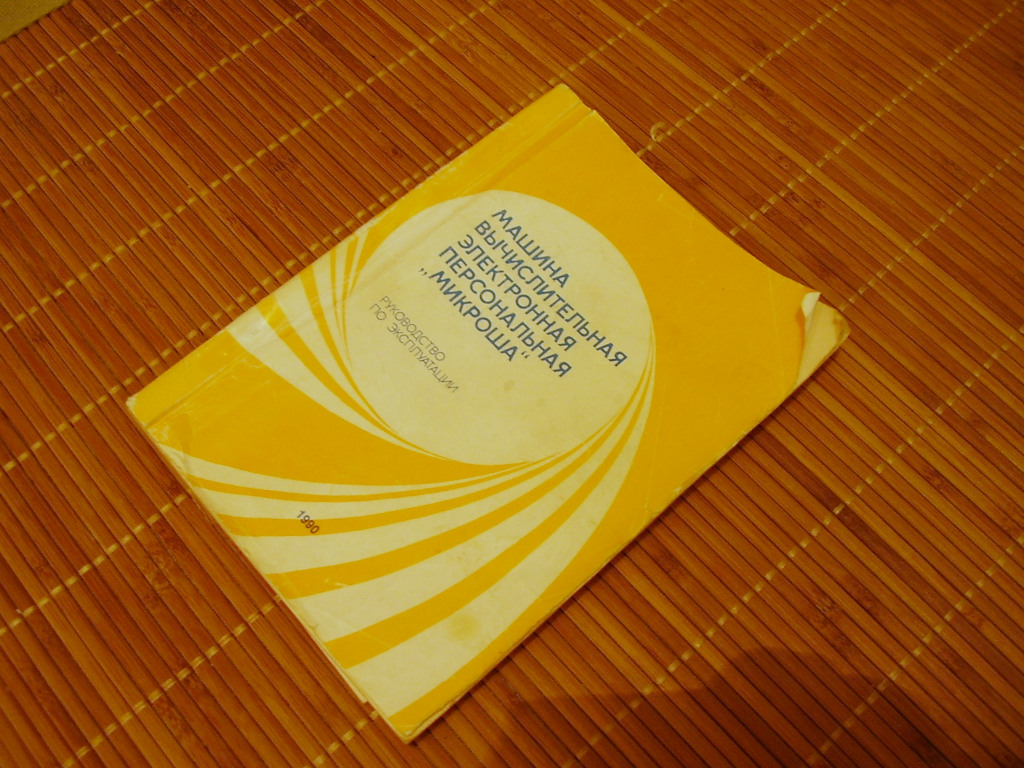 МАШИНА
ВЫЧИСЛИТЕЛЬНАЯ
ЭЛЕКТРОННАЯ
ПЕРСОНАЛЬНАЯ
„МИКРОША“
РУКОВОДСТВО
ПО ЭКСПЛУАТАЦИИ
1990